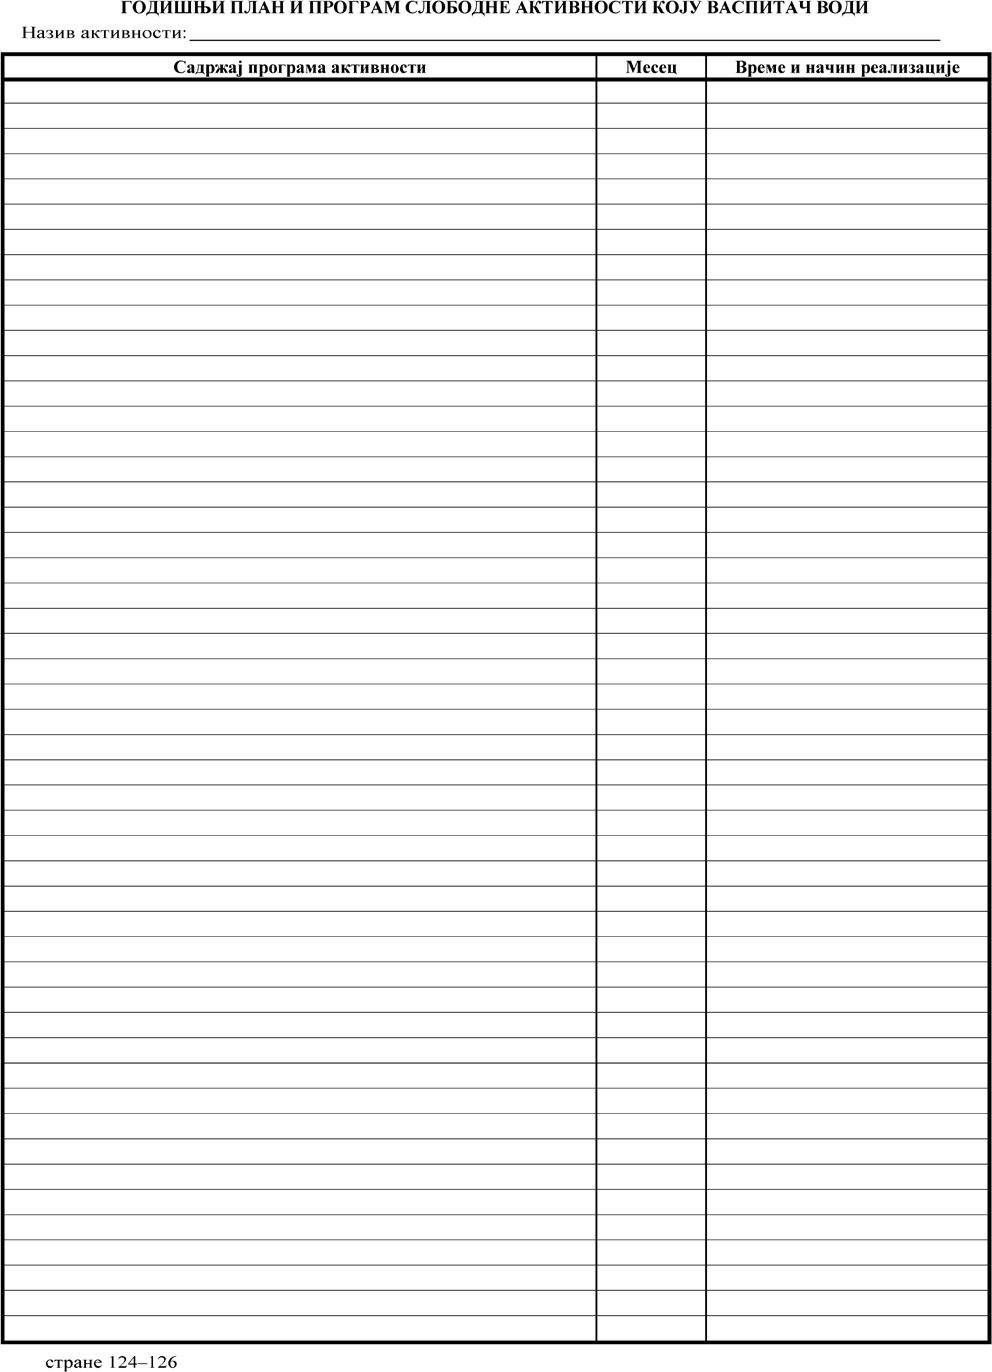 ГОДИШЊИ ПЛАН И ПРОГРАМ СЛОБОДНЕ АКТИВНОСТИ КОЈУ ВАСПИТАЧ ВОДИ
Назив активности:
Садржај програма активности Месец Време и начин реализације
стране 124–126